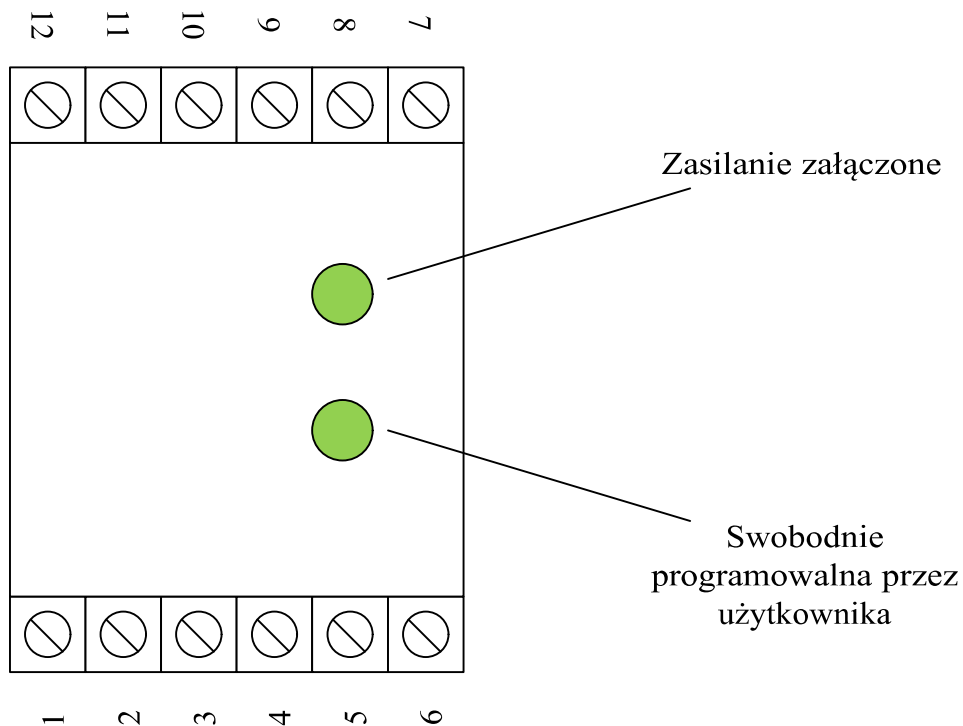 12 11 10 9 8 7
Zasilanie załączone
Swobodnie
programowalna przez
użytkownika
1 2 3 4 5 6